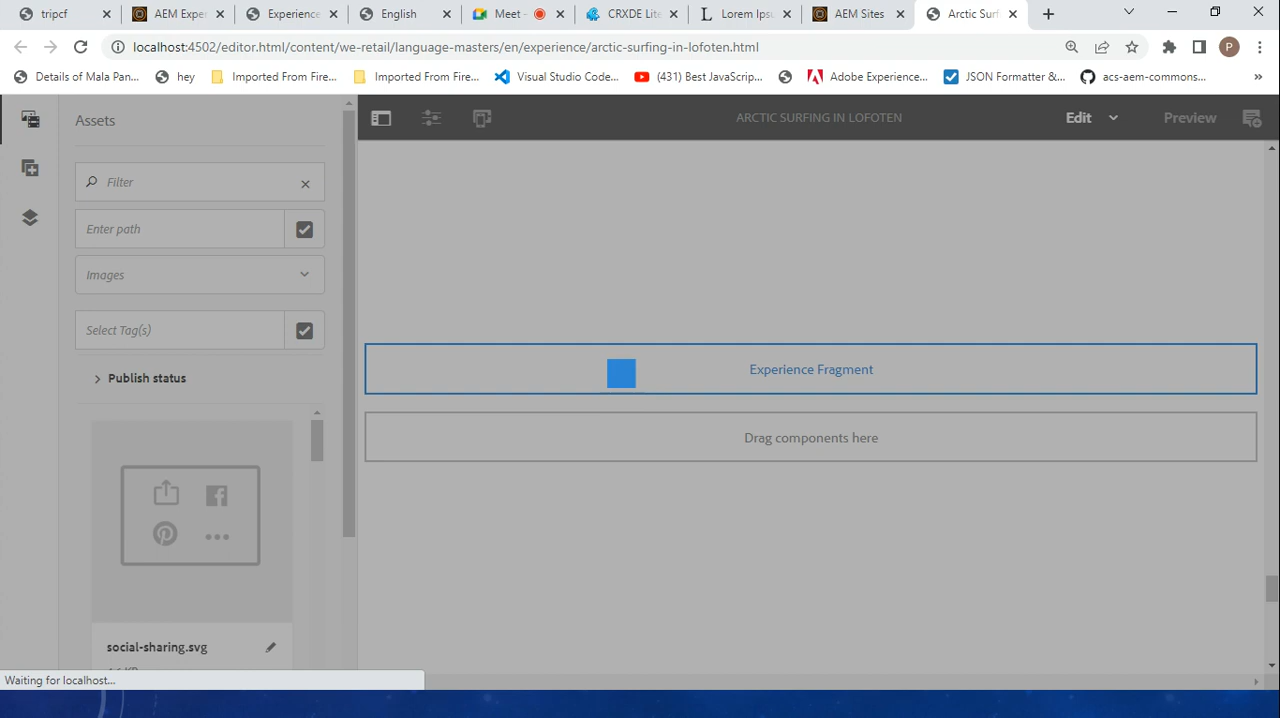 tripcf
AEM Expe
Experience
English
Meet -
CRXDE Lite
Lorem Ipsu
AEM Sites
Arctic Surf
localhost:4502/editor.html/content/we-retail/language-masters/en/experience/arctic-surfing-in-lofoten.html
P
Details of Mala Pan...
hey
Imported From Fire...
Imported From Fire...
Visual Studio Code...
(431) Best JavaScrip...
Adobe Experience...
JSON Formatter &...
acs-aem-commons...
»
Assets
ARCTIC SURFING IN LOFOTEN
Edit
Preview
Filter
Enter path
Images
Select Tag(s)
Publish status
Experience Fragment
Drag components here
social-sharing.svg
Waiting for localhost...